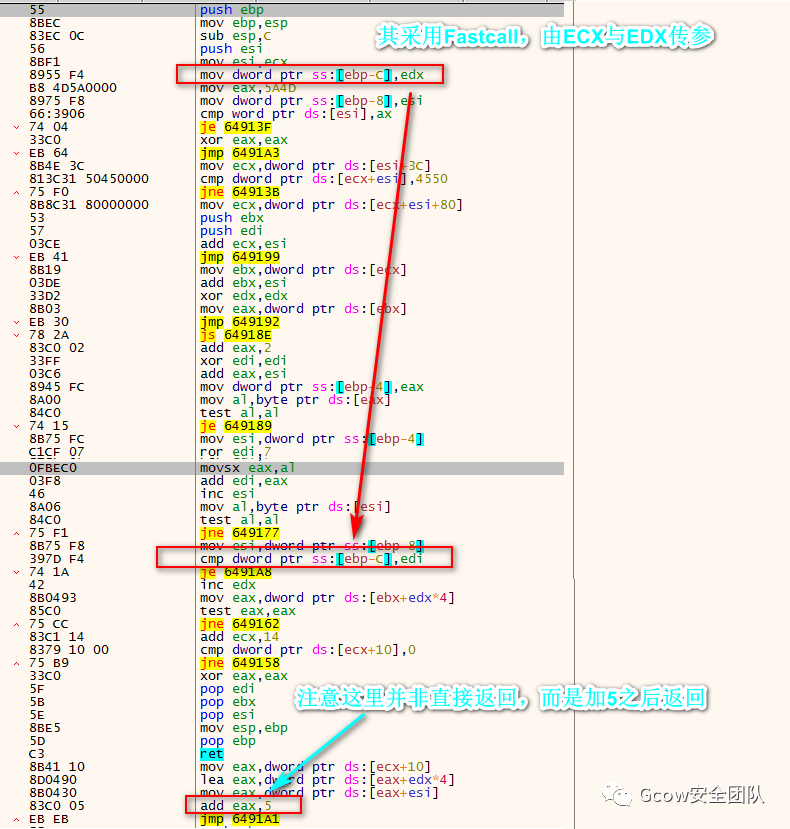 55 push ebp
8BEC mov ebp,esp
83EC 0C sub esp,C
其采用Fastcall，由ECX与EDX传参
56 push esi
8BF1 mov esi,ecx
8955 F4 mov dword ptr ss:[ebp-C],edx
B8 4D5A0000 mov eax,5A4D
8975 F8 mov dword ptr ss:[ebp-8],esi
66:3906 cmp word ptr ds:[esi],ax
74 04 je 64913F
33C0 xor eax,eax
EB 64 jmp 6491A3
8B4E 3C mov ecx,dword ptr ds:[esi+3C]
813C31 50450000 cmp dword ptr ds:[ecx+esi],4550
75 F0 jne 64913B
8B8C31 80000000 mov ecx,dword ptr ds:[ecx+esi+80]
53 push ebx
57 push edi
03CE add ecx,esi
EB 41 jmp 649199
8B19 mov ebx,dword ptr ds:[ecx]
03DE add ebx,esi
33D2 xor edx,edx
8B03 mov eax,dword ptr ds:[ebx]
EB 30 jmp 649192
78 2A js 64918E
83C0 02 add eax,2
33FF xor edi,edi
03C6 add eax,esi
8945 FC mov dword ptr ss:[ebp-4],eax
8A00 mov al,byte ptr ds:[eax]
84C0 test al,al
74 15 je 649189
8B75 FC mov esi,dword ptr ss:[ebp-4]
C1CF 07 ror edi,7
0FBEC0 movsx eax,al
03F8 add edi,eax
46 inc esi
8A06 mov al,byte ptr ds:[esi]
84C0 test al,al
75 F1 jne 649177
8B75 F8 mov esi,dword ptr ss:[ebp-8]
397D F4 cmp dword ptr ss:[ebp-C],edi
74 1A je 6491A8
42 inc edx
8B0493 mov eax,dword ptr ds:[ebx+edx*4]
85C0 test eax,eax
75 CC jne 649162
83C1 14 add ecx,14
8379 10 00 cmp dword ptr ds:[ecx+10],0
75 B9 jne 649158
33C0 xor eax,eax
5F pop edi
5B pop ebx
注意这里并非直接返回，而是加5之后返回
5E pop esi
8BE5 mov esp,ebp
5D pop ebp
C3 ret
8B41 10 mov eax,dword ptr ds:[ecx+10]
8D0490 lea eax,dword ptr ds:[eax+edx*4]
8B0430 mov eax,dword ptr ds:[eax+esi]
83C0 05 add eax,5
EB EB jmp 6491A1
Gcow安全团队